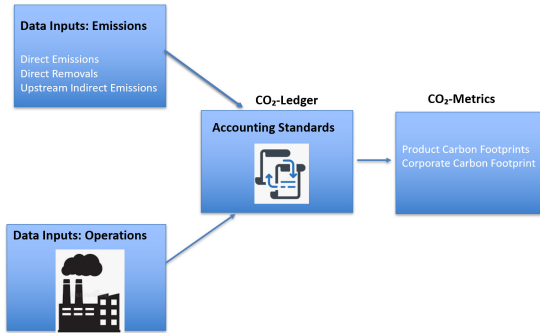 Data Inputs: Emissions
Direct Emissions
Direct Removals
Upstream Indirect Emissions
CO₂-Ledger
Accounting Standards
CO₂-Metrics
Product Carbon Footprints
Corporate Carbon Footprint
Data Inputs: Operations